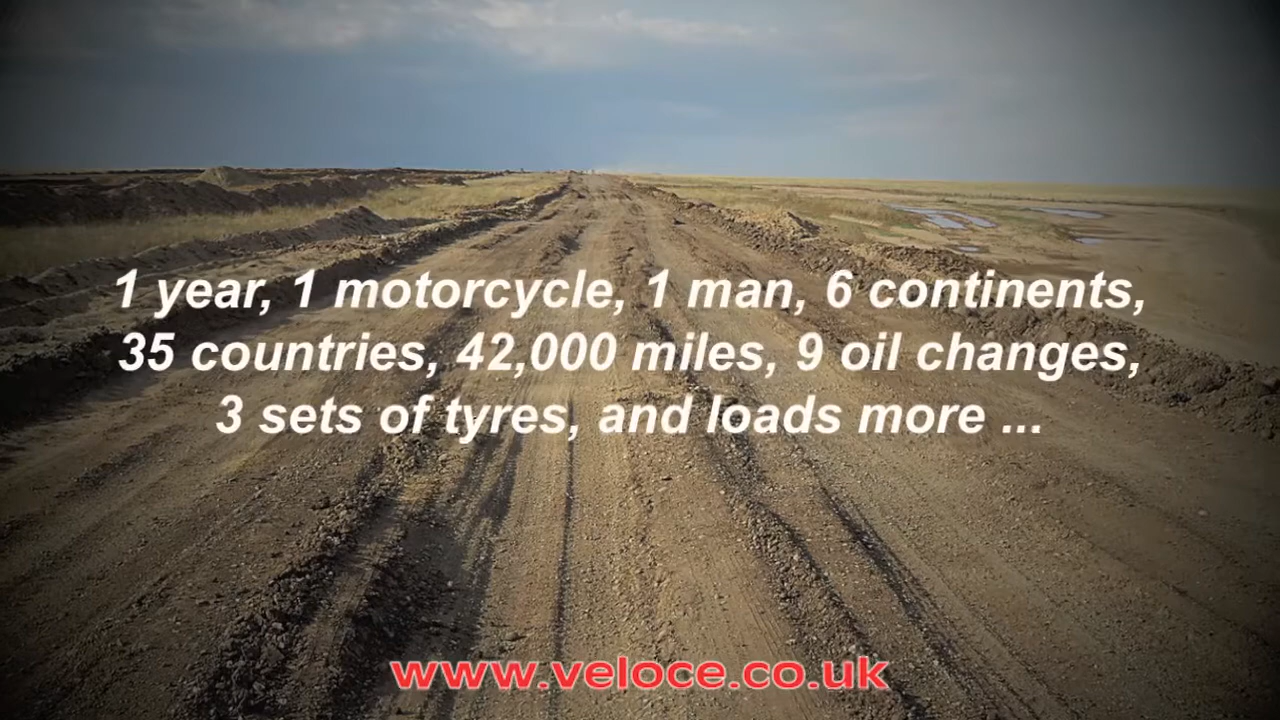 1 year, 1 motorcycle, 1 man, 6 continents,
35 countries, 42,000 miles, 9 oil changes,
3 sets of tyres, and loads more ...
www.veloce.co.uk